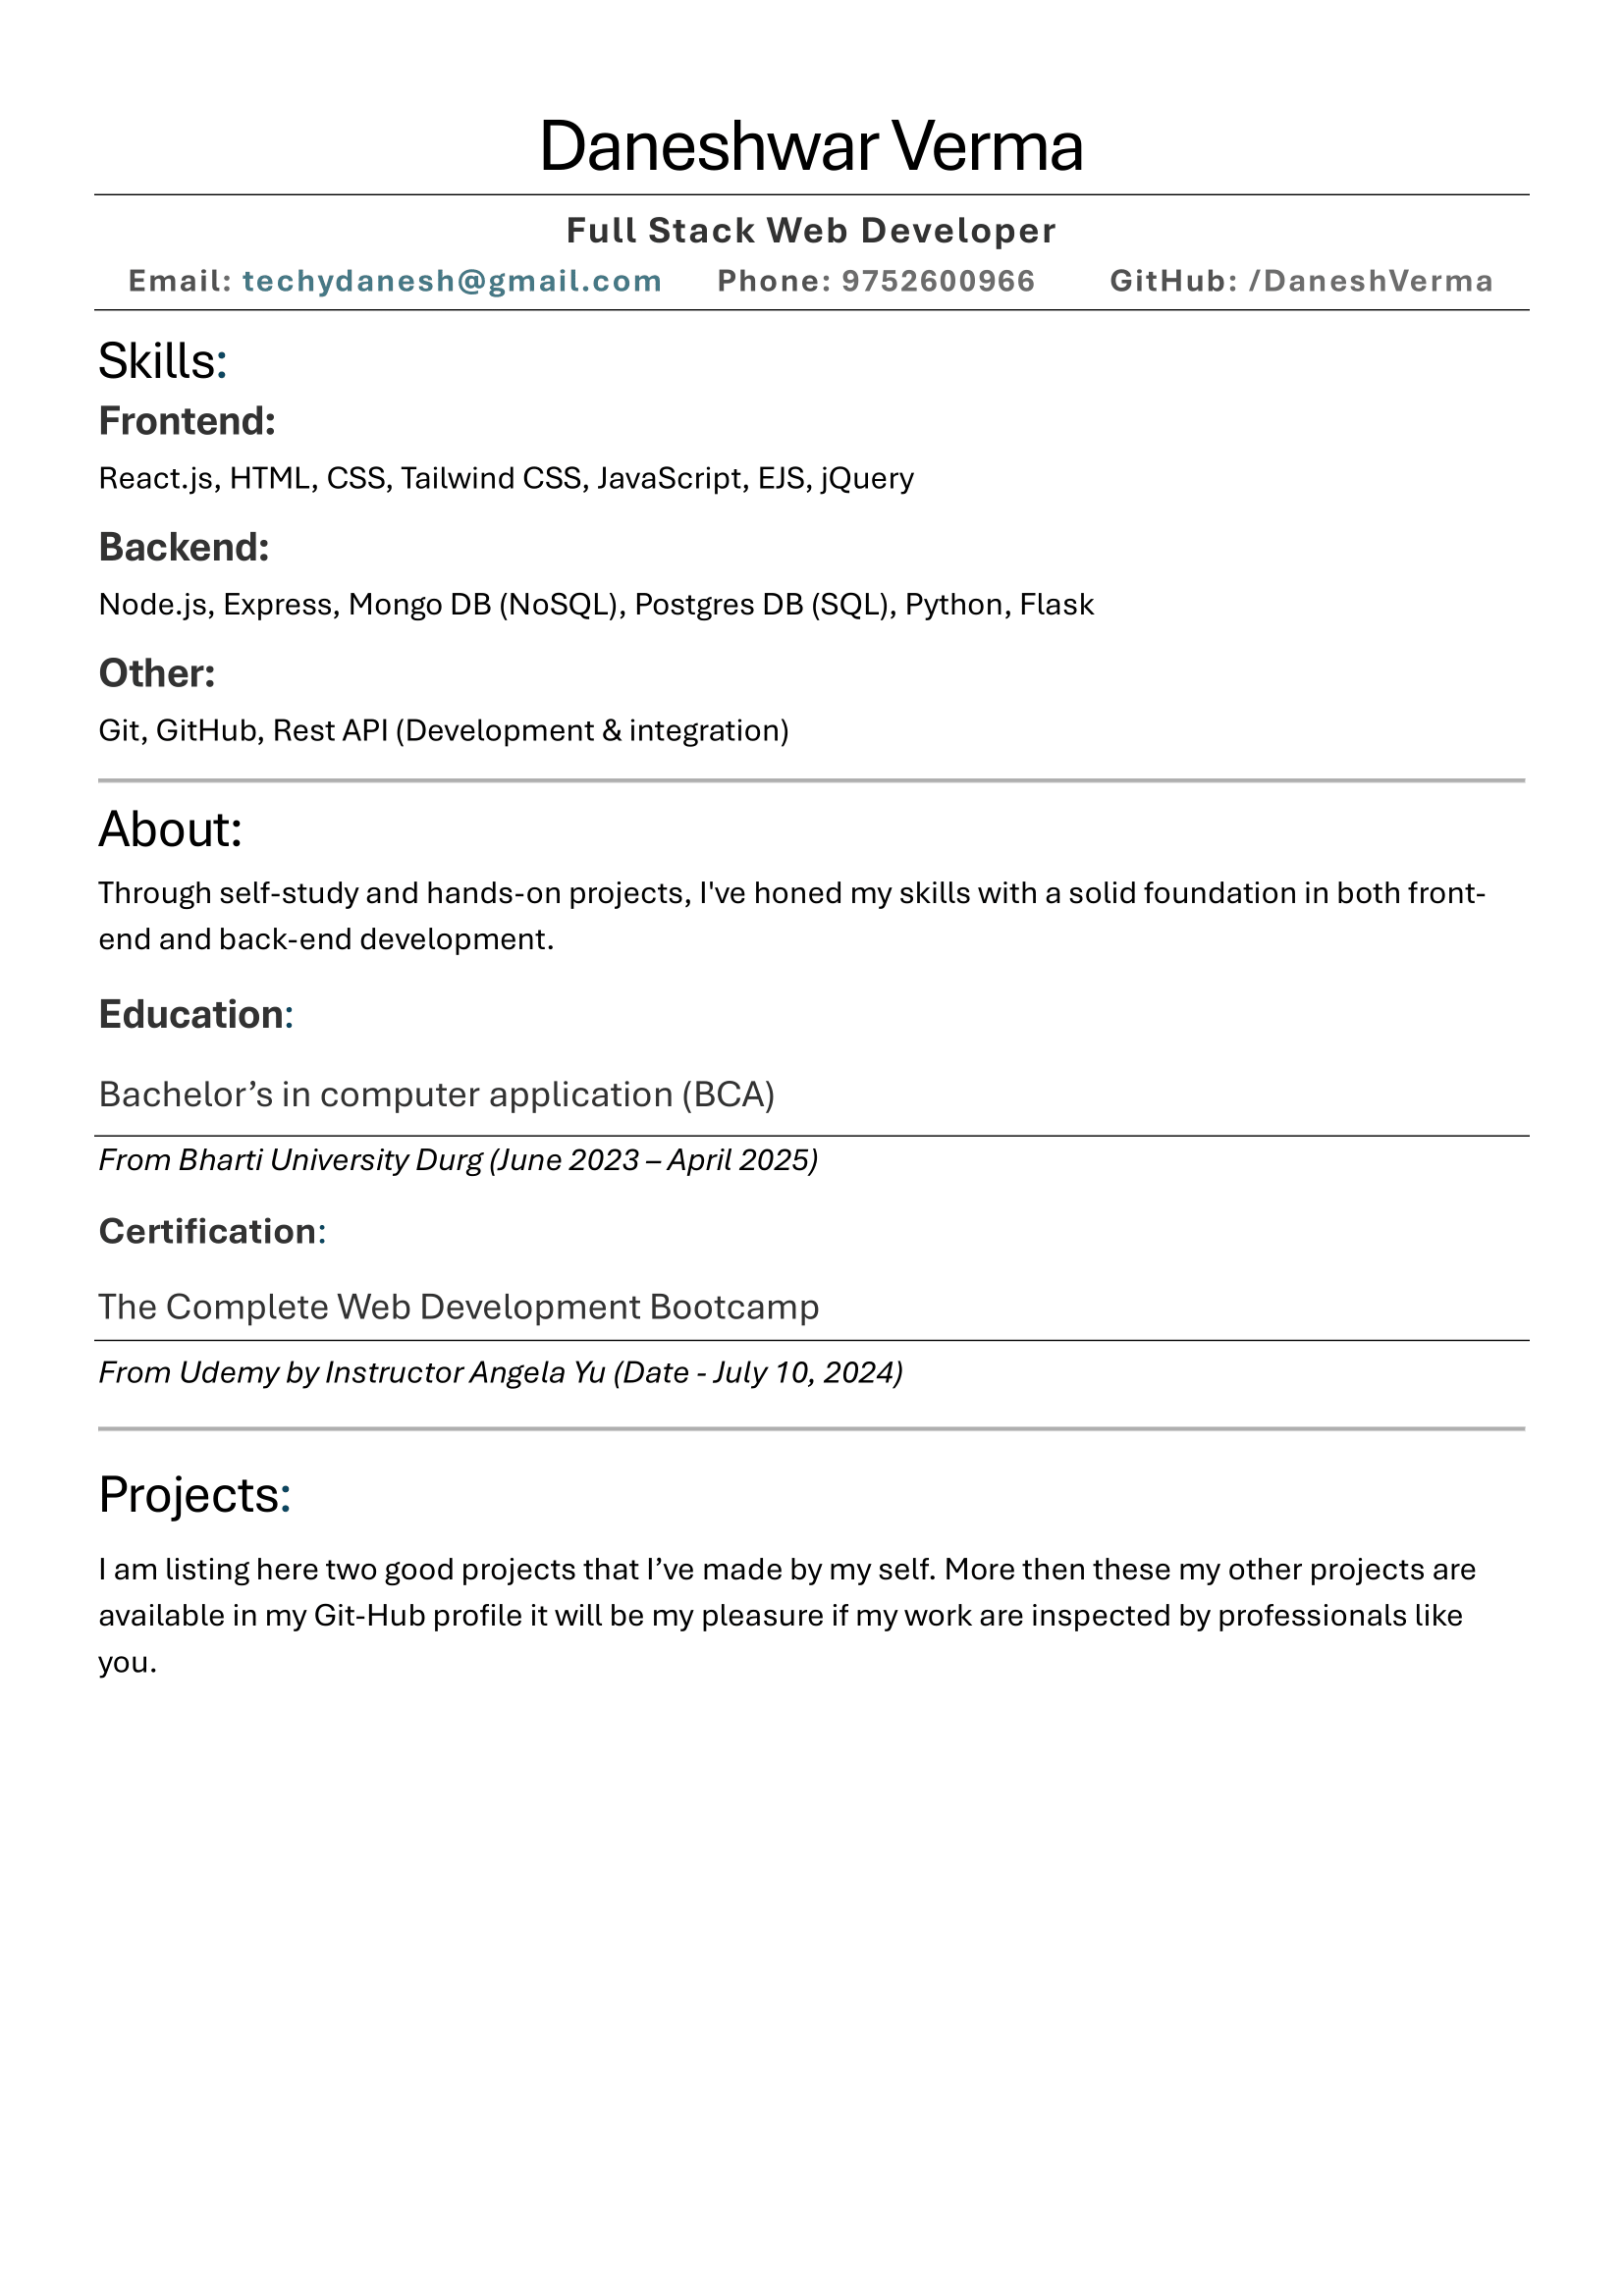 Daneshwar Verma
Full Stack Web Developer
Email: techydanesh@gmail.com Phone: 9752600966 GitHub: /DaneshVerma
Skills:
Frontend:
React.js, HTML, CSS, Tailwind CSS, JavaScript, EJS, jQuery
Backend:
Node.js, Express, Mongo DB (NoSQL), Postgres DB (SQL), Python, Flask
Other:
Git, GitHub, Rest API (Development & integration)
About:
Through self-study and hands-on projects, I've honed my skills with a solid foundation in both front-
end and back-end development.
Education:
Bachelor’s in computer application (BCA)
From Bharti University Durg (June 2023 – April 2025)
Certification:
The Complete Web Development Bootcamp
From Udemy by Instructor Angela Yu (Date - July 10, 2024)
Projects:
I am listing here two good projects that I’ve made by my self. More then these my other projects are
available in my Git-Hub profile it will be my pleasure if my work are inspected by professionals like
you.